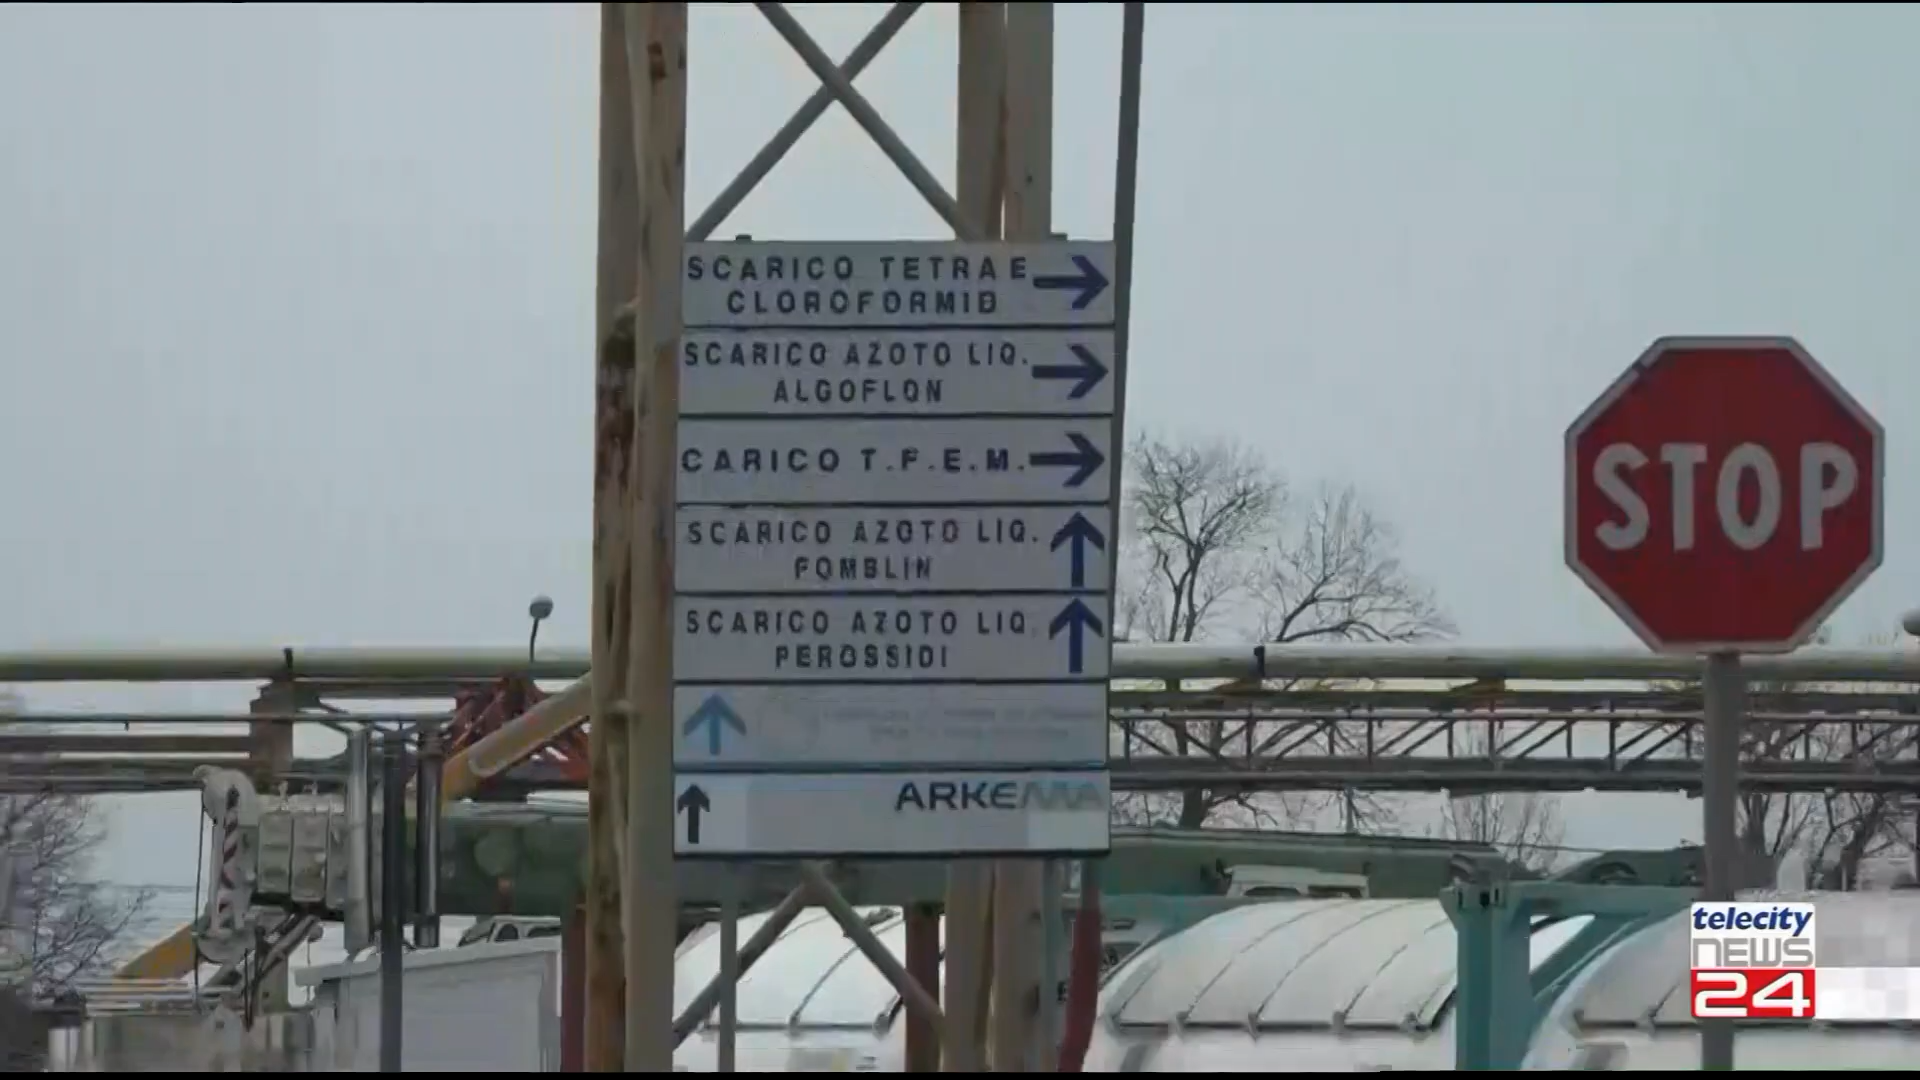 SCARICO TETRA E
CLOROFORMIO
SCARICO AZOTO LIQ.
ALGOFLON
CARICO T.F.E.M.
SCARICO AZOTO LIQ.
FOMBLIN
SCARICO AZOTO LIQ.
PEROSSIDI
ARKEMA
STOP
telecity
NEWS
24